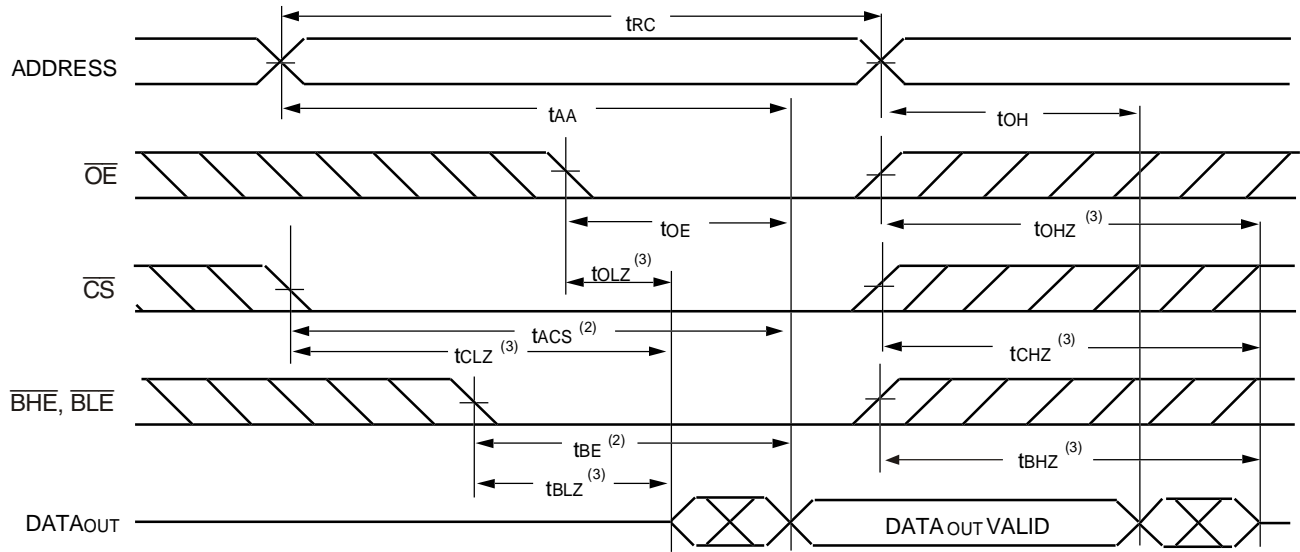 tRC
ADDRESS
tAA
tOH
OE
tOE
tOHZ (3)
tOLZ (3)
CS
tACS (2)
tCLZ (3)
tCHZ (3)
BHE, BLE
tBE (2)
tBHZ (3)
tBLZ (3)
DATAOUT
DATA OUT VALID